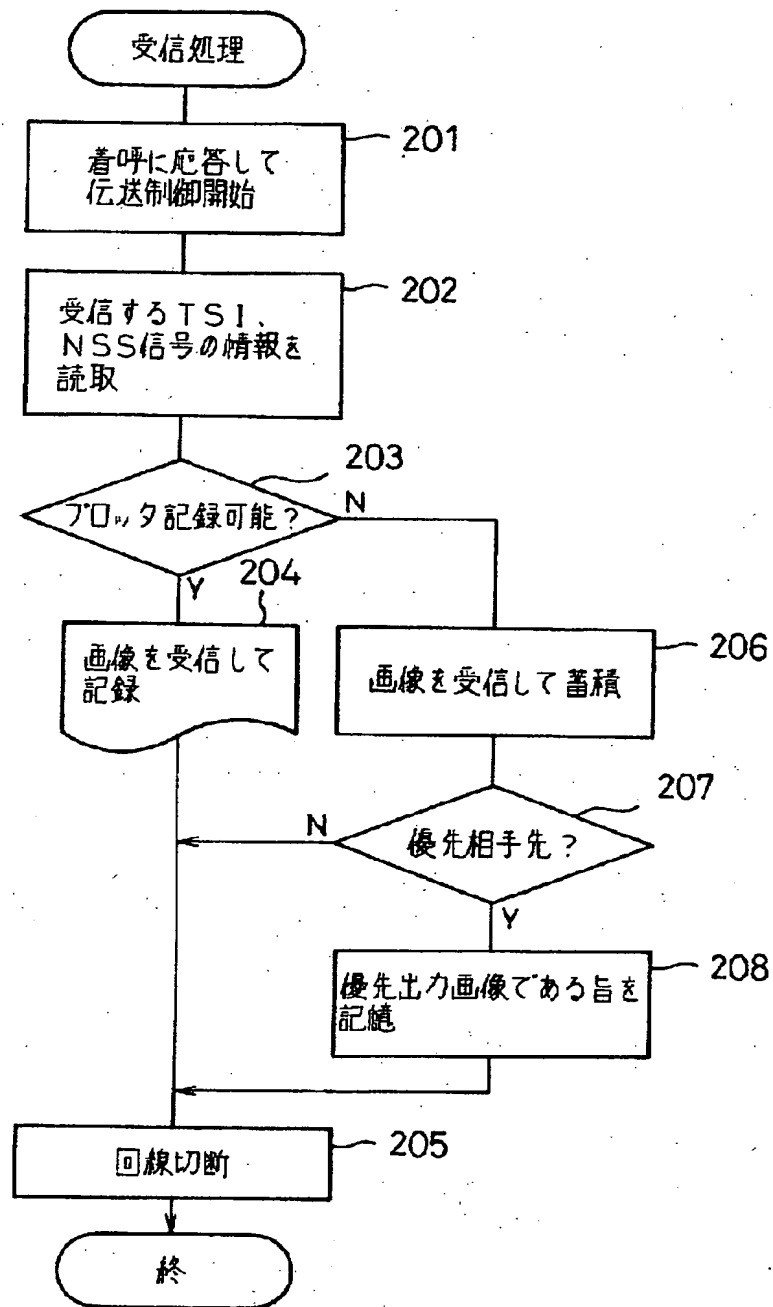 受信処理
着呼に応答して
伝送制御開始
201
受信するTSI、
NSS信号の情報を
読取
202
203
プロッタ記録可能?
N
Y
204
画像を受信して
記録
206
画像を受信して蓄積
207
優先相手先?
N
Y
208
優先出力画像である旨を
記憶
205
回線切断
終